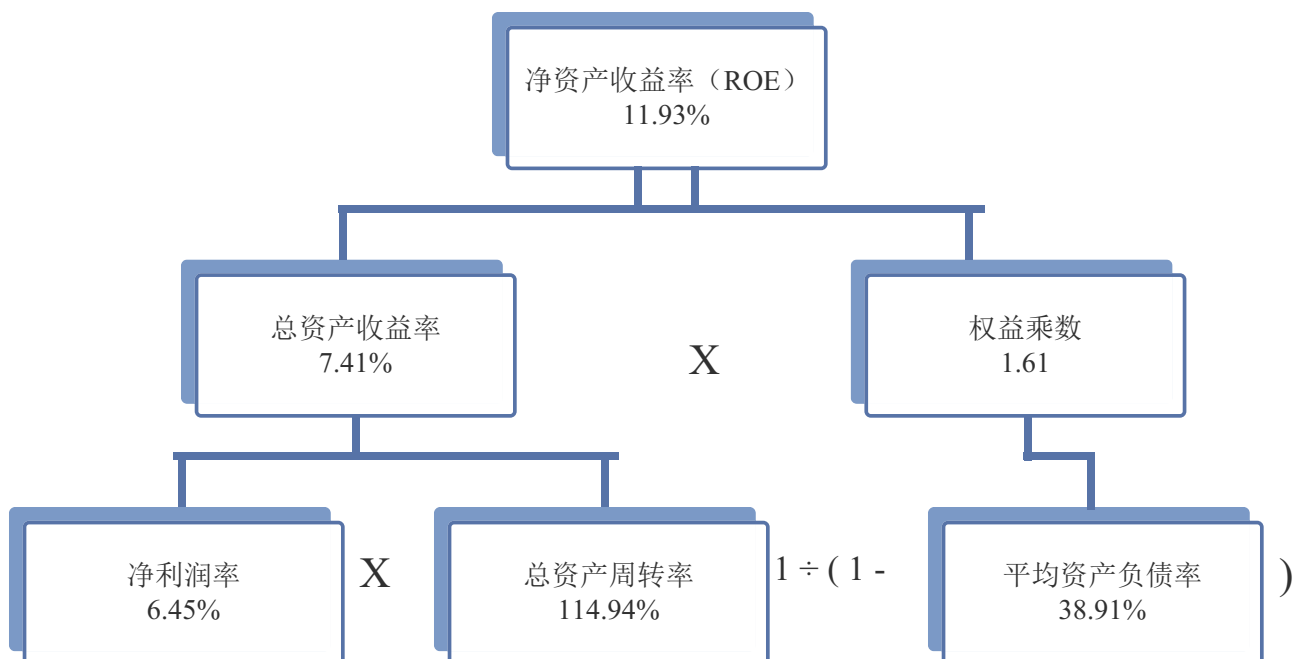 净资产收益率（ROE）
11.93%
总资产收益率
7.41%
X
权益乘数
1.61
净利润率
6.45%
X
总资产周转率
114.94%
1 ÷ ( 1 -
平均资产负债率
38.91%
)